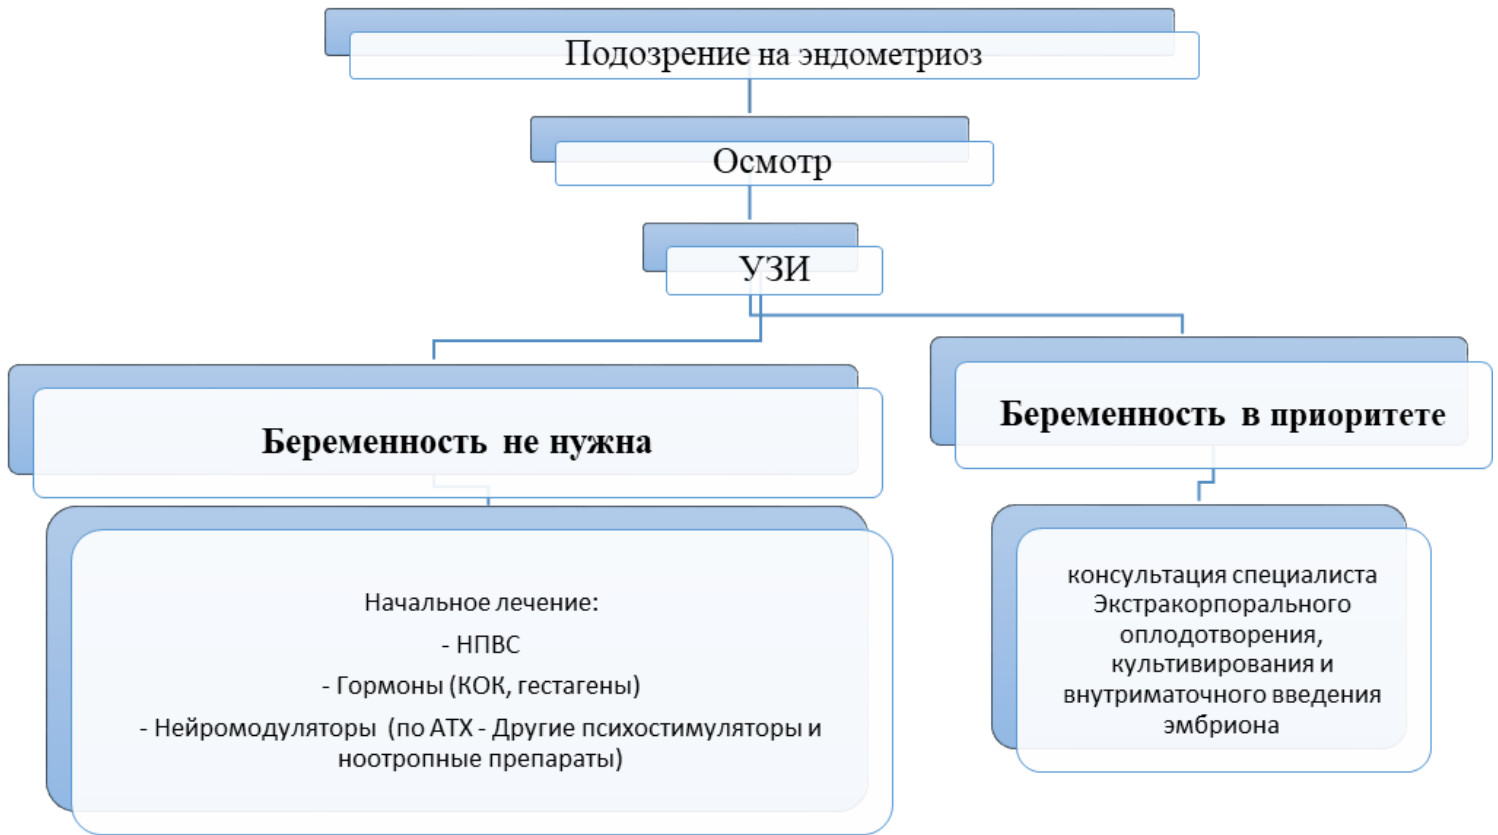 Подозрение на эндометриоз
Осмотр
УЗИ
Беременность не нужна
Беременность в приоритете
Начальное лечение:
- НПВС
- Гормоны (КОК, гестагены)
- Нейромодуляторы (по АТХ - Другие психостимуляторы и
ноотропные препараты)
консультация специалиста
Экстракорпорального
оплодотворения,
культивирования и
внутриматочного введения
эмбриона